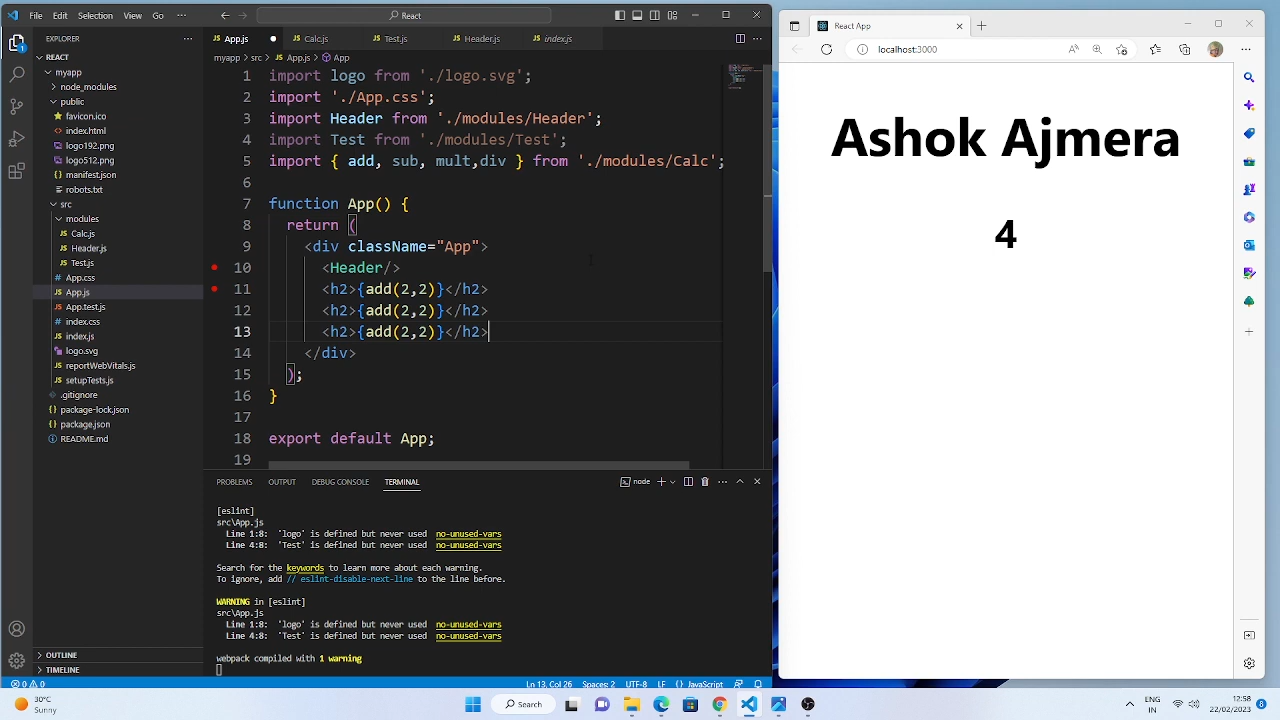 File
Edit
Selection
View
Go
React
EXPLORER
REACT
myapp
node_modules
public
favicon.ico
index.html
logo192.png
logo512.png
manifest.json
robots.txt
src
modules
Calc.js
Header.js
Test.js
App.css
App.js
App.test.js
index.css
index.js
logo.svg
reportWebVitals.js
setupTests.js
.gitignore
package-lock.json
package.json
README.md
OUTLINE
TIMELINE
App.js
Calc.js
Test.js
Header.js
index.js
myapp > src > App.js > App
1 import logo from './logo.svg';
2 import './App.css';
3 import Header from './modules/Header';
4 import Test from './modules/Test';
5 import { add, sub, mult,div } from './modules/Calc';
6
7 function App() {
8 return (
9 <div className="App">
10 <Header/>
11 <h2>{add(2,2)}</h2>
12 <h2>{add(2,2)}</h2>
13 <h2>{add(2,2)}</h2>
14 </div>
15 );
16 }
17
18 export default App;
19
PROBLEMS
OUTPUT
DEBUG CONSOLE
TERMINAL
node
[eslint]
src\App.js
Line 1:8: 'logo' is defined but never used no-unused-vars
Line 4:8: 'Test' is defined but never used no-unused-vars
Search for the keywords to learn more about each warning.
To ignore, add // eslint-disable-next-line to the line before.
WARNING in [eslint]
src\App.js
Line 1:8: 'logo' is defined but never used no-unused-vars
Line 4:8: 'Test' is defined but never used no-unused-vars
webpack compiled with 1 warning
0 0
Ln 13, Col 26
Spaces: 2
UTF-8
LF
{} JavaScript
React App
localhost:3000
Ashok Ajmera
4
30°C
Sunny
Search
ENG
IN
12:58
22/02/2023